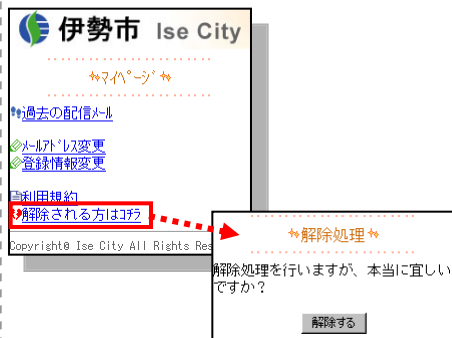 伊勢市 Ise City
マイページ
過去の配信メール
メールアドレス変更
登録情報変更
利用規約
解除される方はコチラ
Copyright© Ise City All Rights Res
解除処理
解除処理を行いますが、本当に宜しい
ですか?
解除する